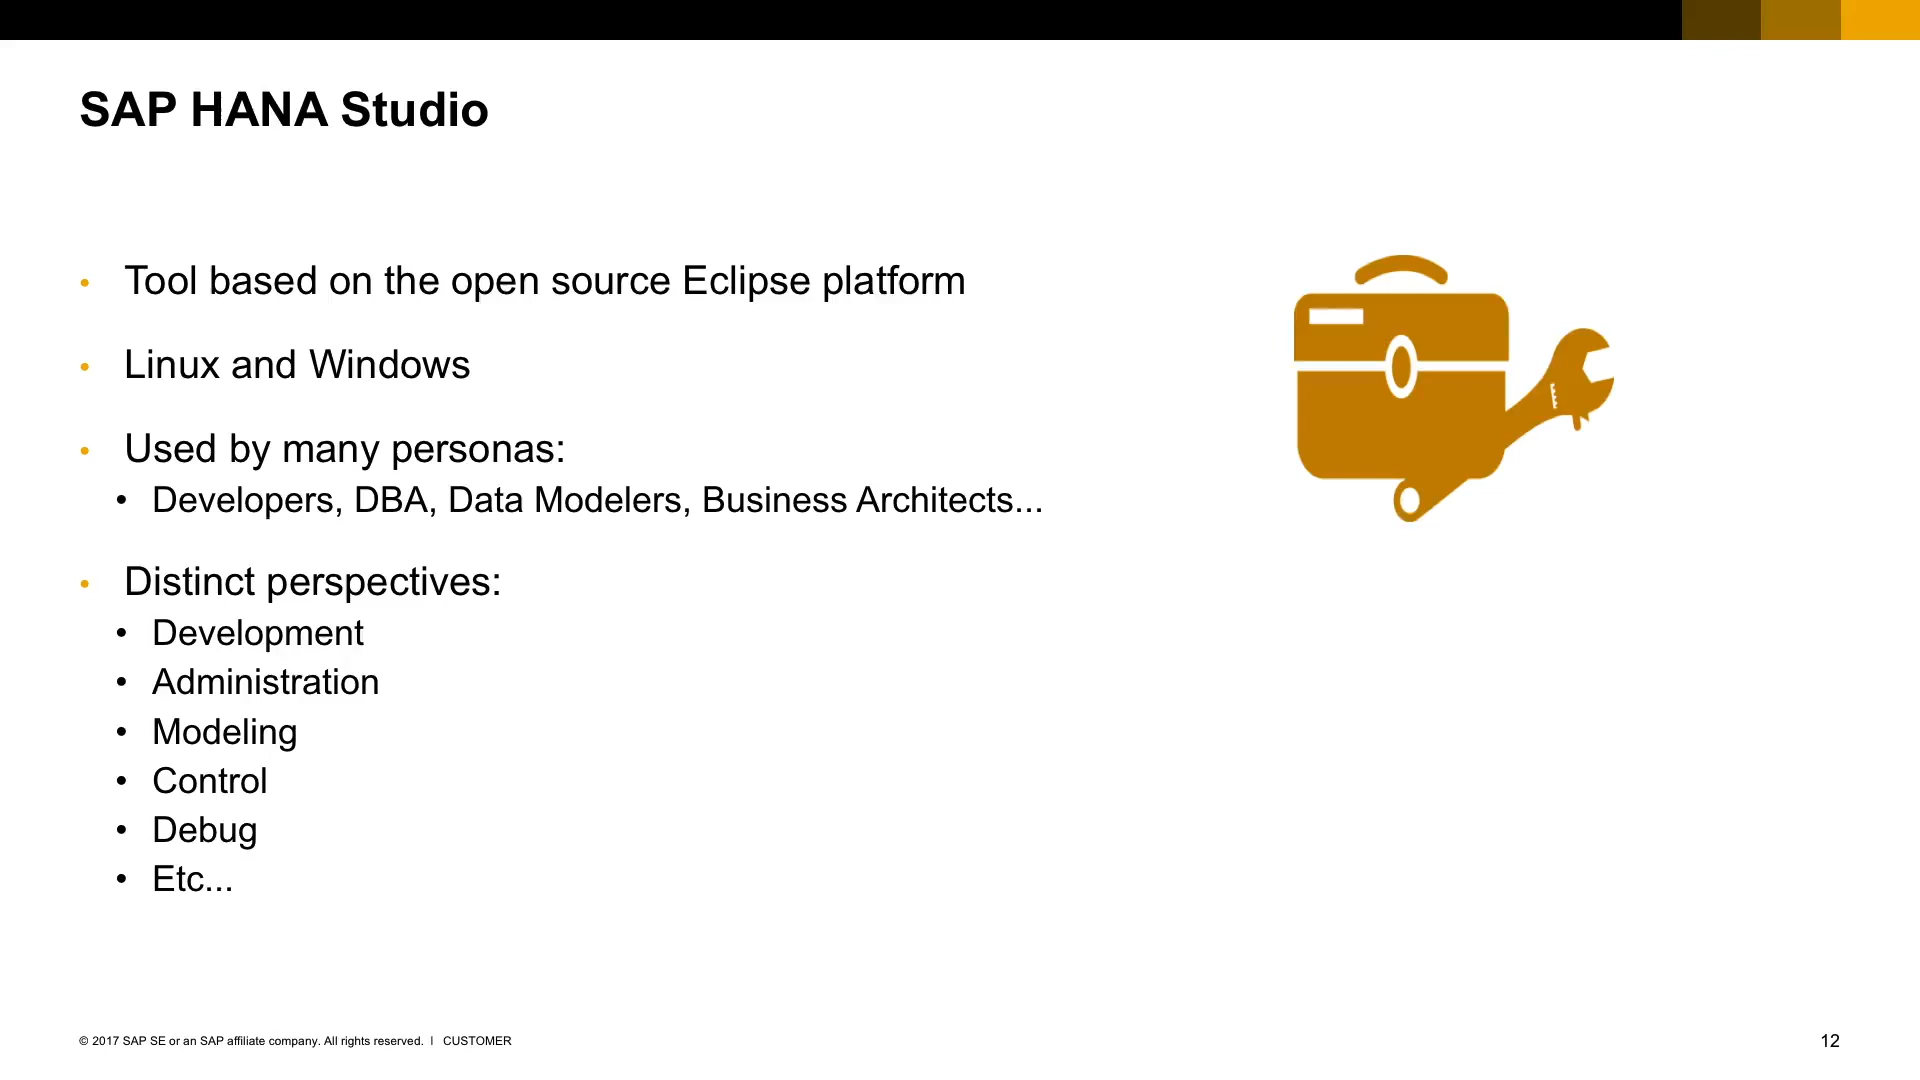 SAP HANA Studio
• Tool based on the open source Eclipse platform
• Linux and Windows
• Used by many personas:
• Developers, DBA, Data Modelers, Business Architects...
• Distinct perspectives:
• Development
• Administration
• Modeling
• Control
• Debug
• Etc...
© 2017 SAP SE or an SAP affiliate company. All rights reserved. | CUSTOMER
12